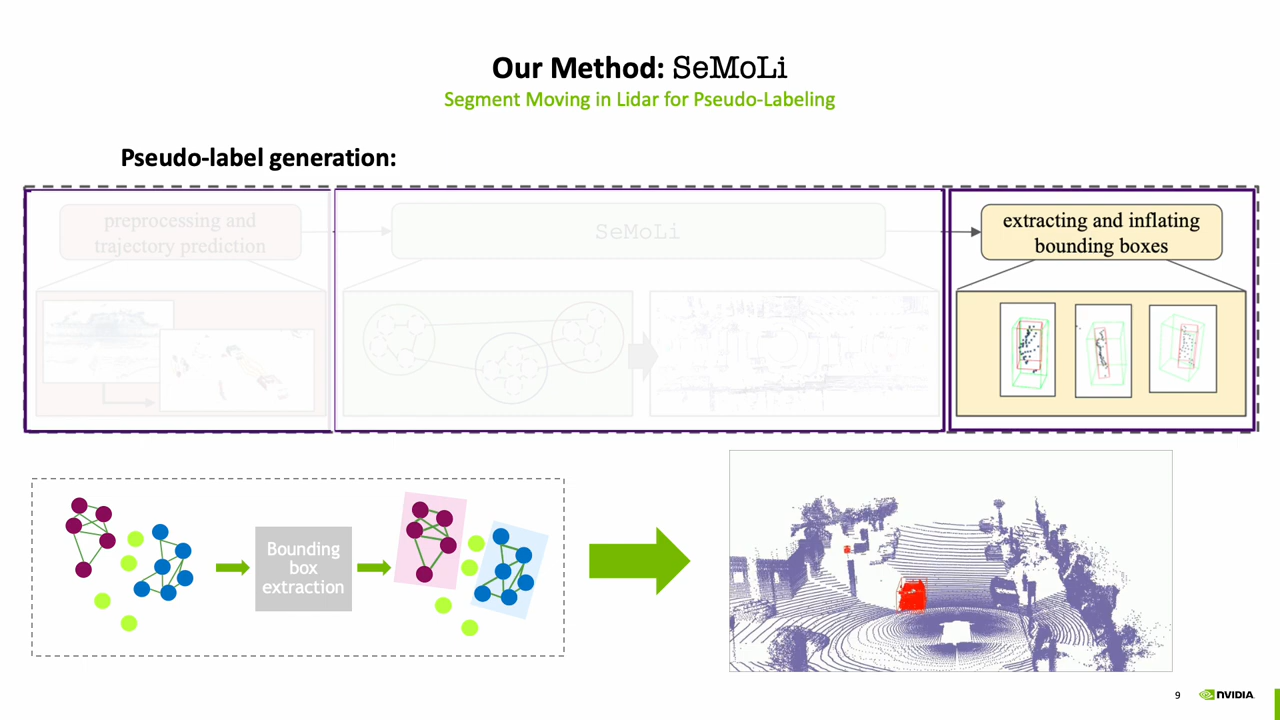 Our Method: SeMoLi
Segment Moving in Lidar for Pseudo-Labeling
Pseudo-label generation:
preprocessing and
trajectory prediction
SeMoLi
extracting and inflating
bounding boxes
Bounding
box
extraction
9
NVIDIA